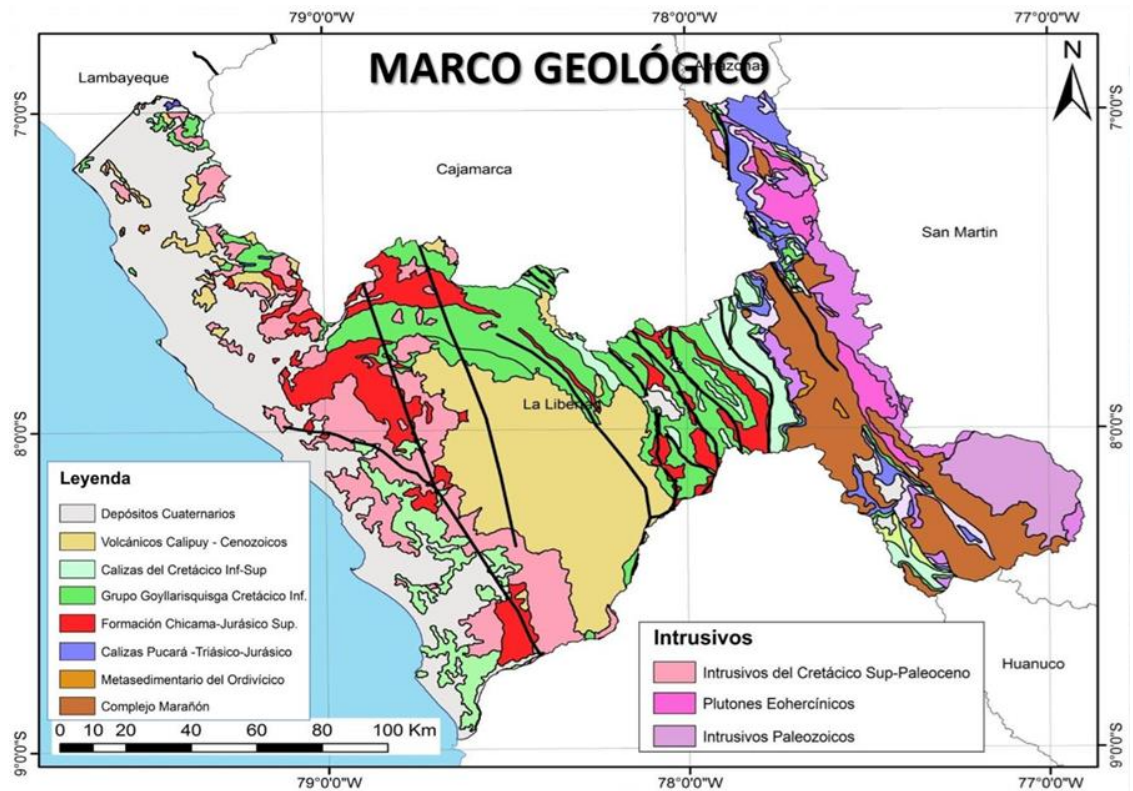 79°0'0"W
78°0'0"W
77°0'0"W
MARCO GEOLÓGICO
N
Lambayeque
Amazonas
7°0'0"S
7°0'0"S
Cajamarca
San Martin
La Libertad
8°0'0"S
8°0'0"S
Leyenda
Depósitos Cuaternarios
Volcánicos Calipuy - Cenozoicos
Calizas del Cretácico Inf-Sup
Grupo Goyllarisquisga Cretácico Inf.
Formación Chicama-Jurásico Sup.
Calizas Pucará -Triásico-Jurásico
Metasedimentario del Ordivícico
Complejo Marañón
0 10 20 40 60 80 100 Km
Intrusivos
Intrusivos del Cretácico Sup-Paleoceno
Plutones Eohercínicos
Intrusivos Paleozoicos
Huanuco
9°0'0"S
9°0'0"S
79°0'0"W
78°0'0"W
77°0'0"W